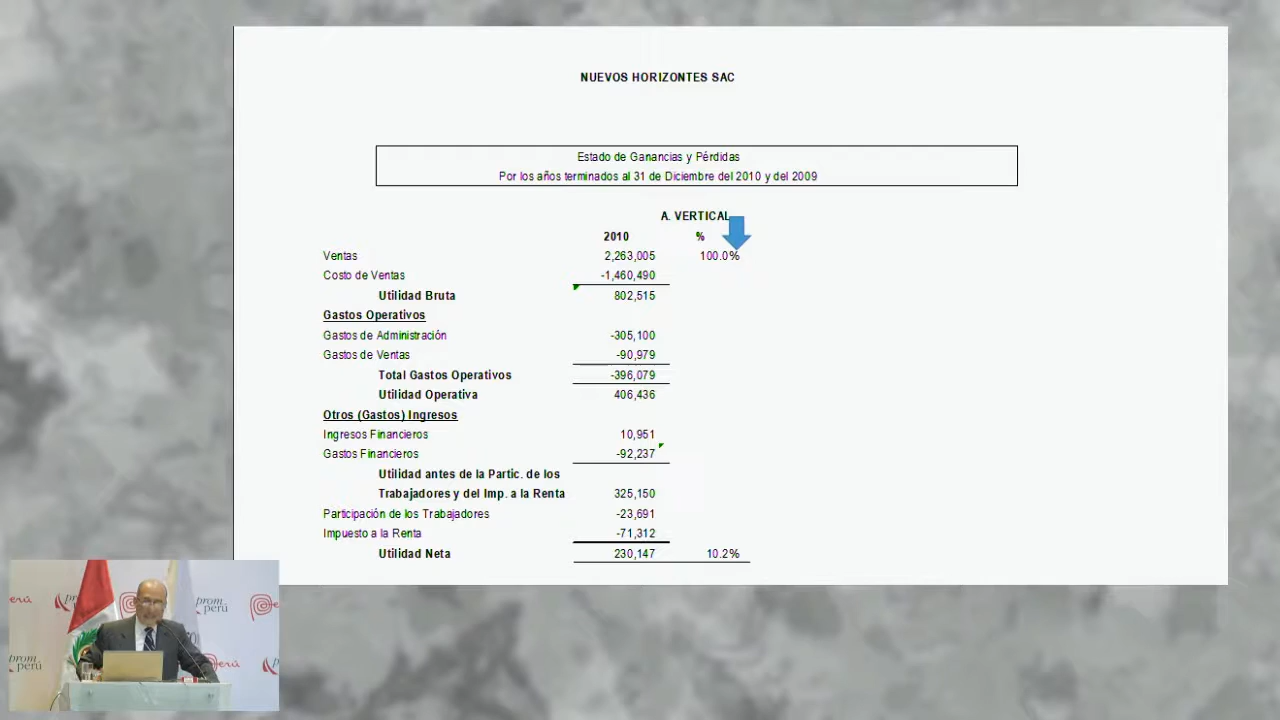 NUEVOS HORIZONTES SAC
Estado de Ganancias y Pérdidas
Por los años terminados al 31 de Diciembre del 2010 y del 2009
A. VERTICAL
2010 %
Ventas 2,263,005 100.0%
Costo de Ventas -1,460,490
Utilidad Bruta 802,515
Gastos Operativos
Gastos de Administración -305,100
Gastos de Ventas -90,979
Total Gastos Operativos -396,079
Utilidad Operativa 406,436
Otros (Gastos) Ingresos
Ingresos Financieros 10,951
Gastos Financieros -92,237
Utilidad antes de la Partic. de los
Trabajadores y del Imp. a la Renta 325,150
Participación de los Trabajadores -23,691
Impuesto a la Renta -71,312
Utilidad Neta 230,147 10.2%
prom
perú
prom
perú